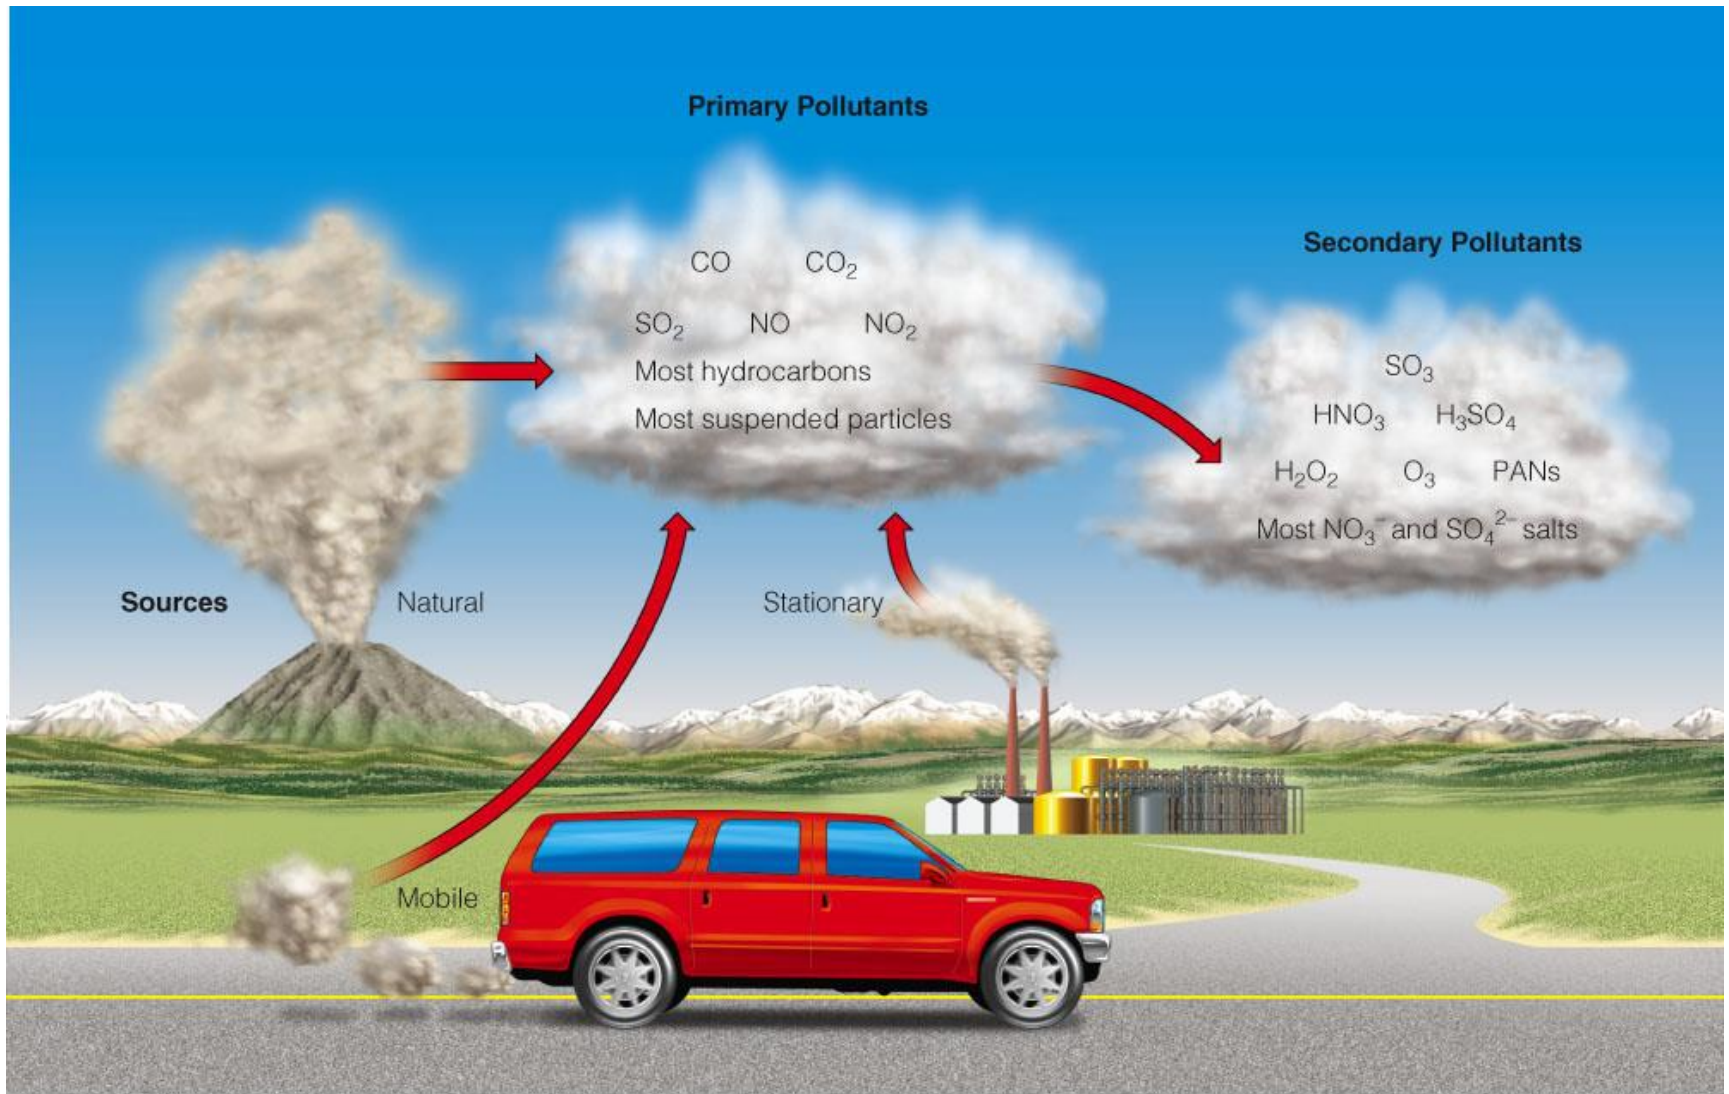 Primary Pollutants
CO CO₂
SO₂ NO NO₂
Most hydrocarbons
Most suspended particles
Secondary Pollutants
SO₃
HNO₃ H₃SO₄
H₂O₂ O₃ PANs
Most NO₃⁻ and SO₄²⁻ salts
Sources Natural
Stationary
Mobile